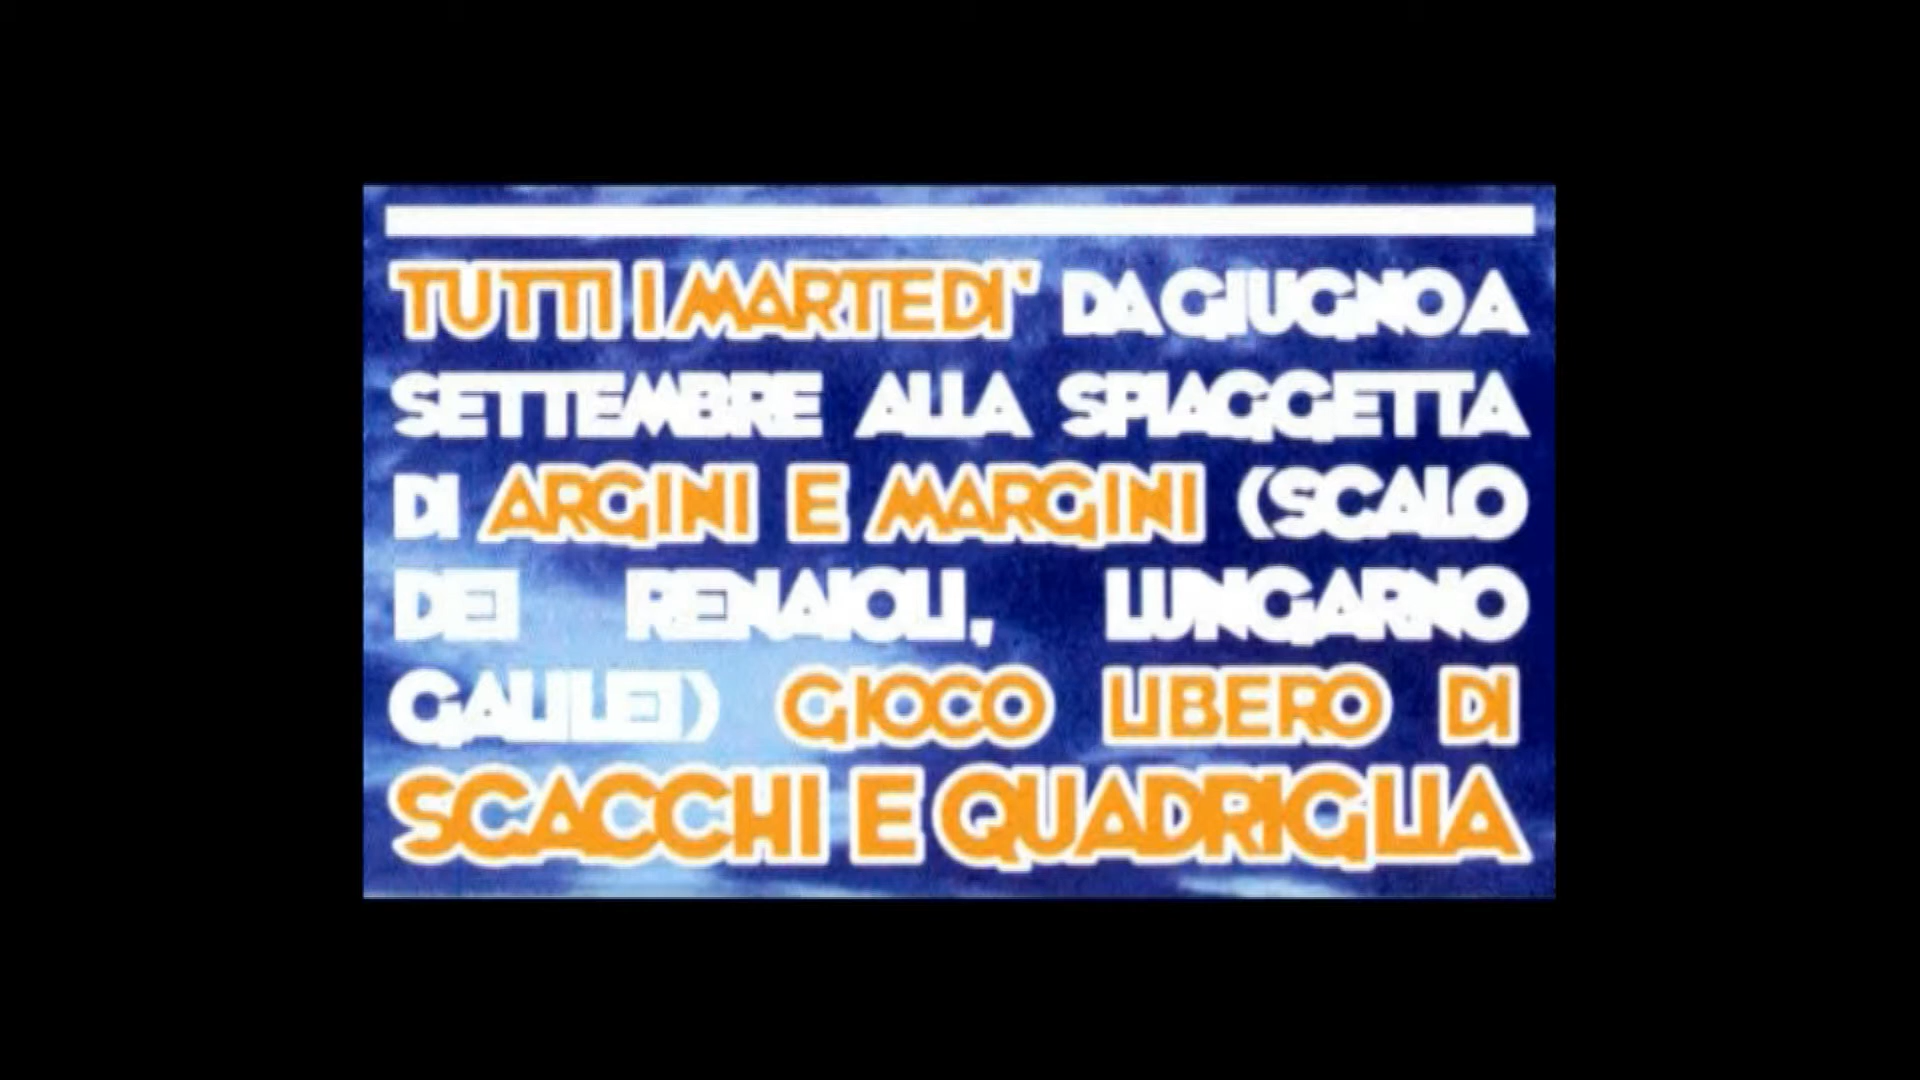 TUTTI I MARTEDI' DA GIUGNO A
SETTEMBRE ALLA SPIAGGETTA
DI ARGINI E MARGINI (SCALO
DEI RENAIOLI, LUNGARNO
GALILEI) GIOCO LIBERO DI
SCACCHI E QUADRIGLIA